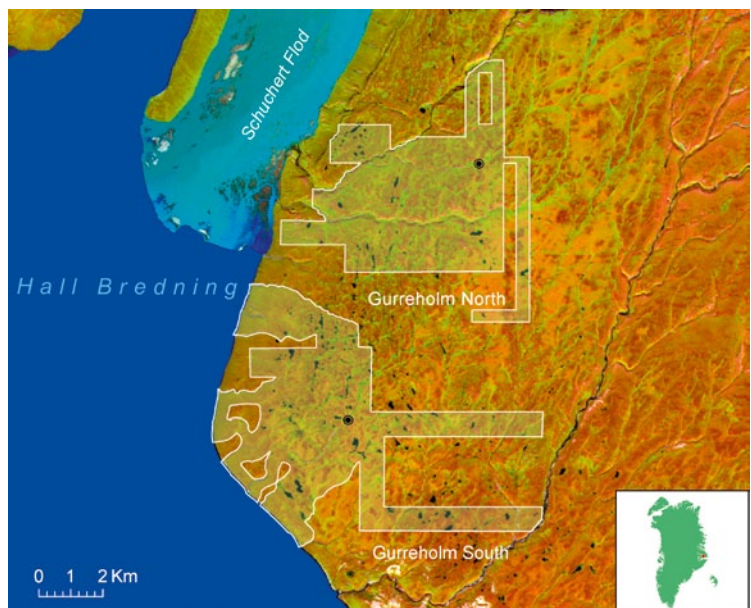 Schuchert Flod
Hall Bredning
Gurreholm North
Gurreholm South
0 1 2 Km